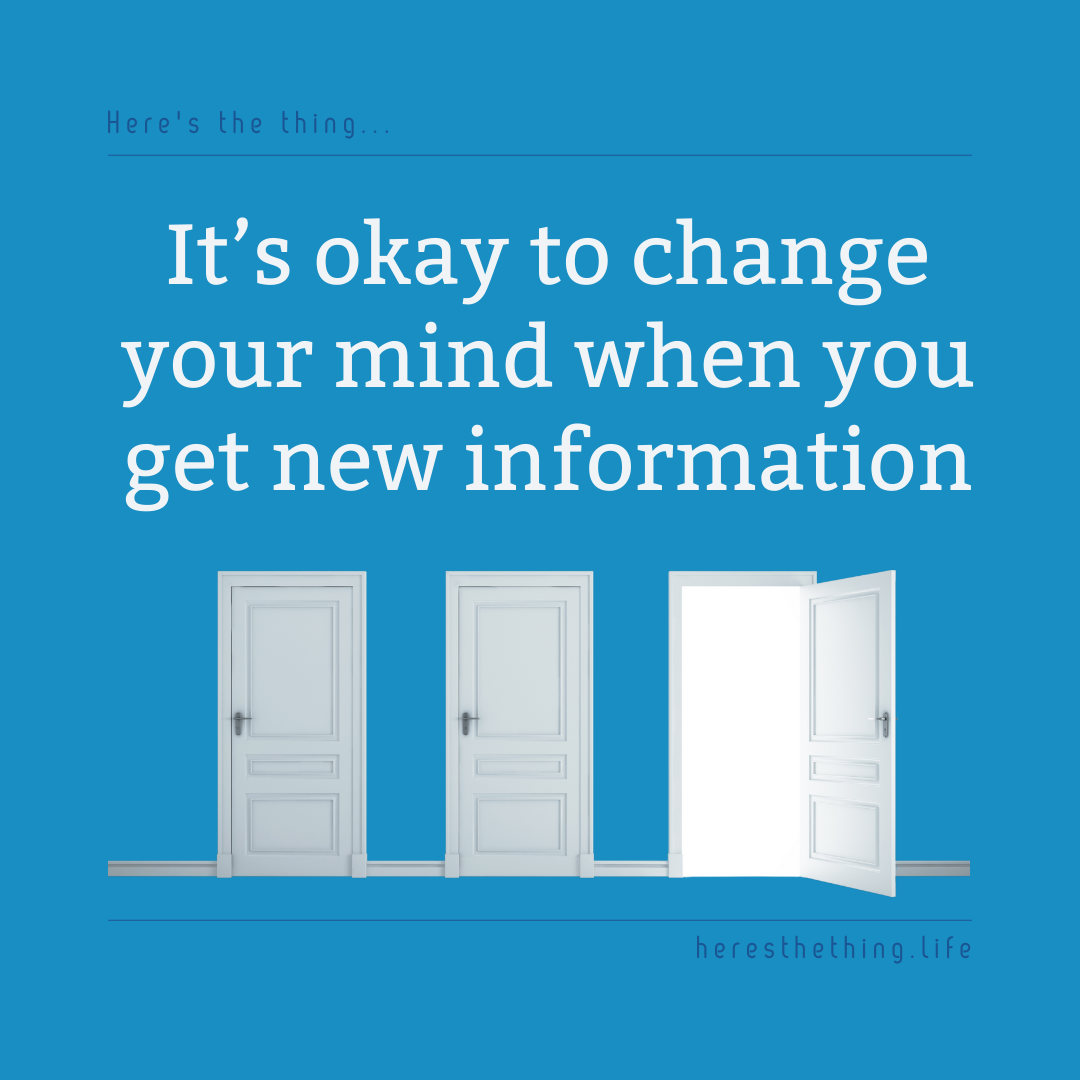 Here's the thing...
It’s okay to change
your mind when you
get new information
heresthething.life